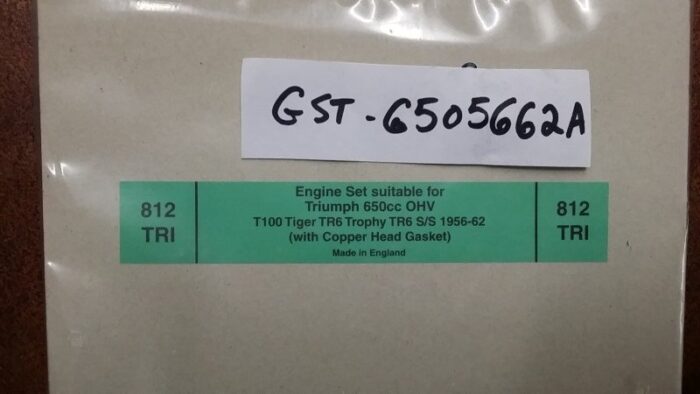 GST-6505662A
812
TRI
Engine Set suitable for
Triumph 650cc OHV
T100 Tiger TR6 Trophy TR6 S/S 1956-62
(with Copper Head Gasket)
Made in England
812
TRI